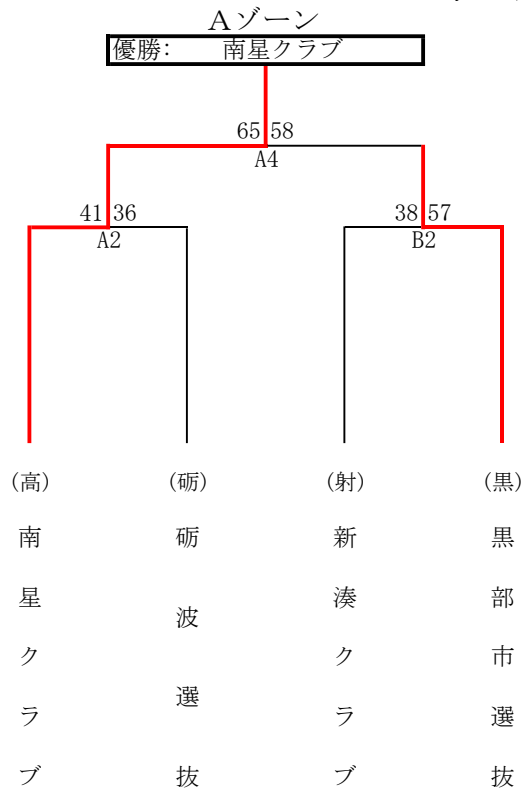 Aゾーン
優勝: 南星クラブ
65 58
A4
41 36
38 57
A2
B2
(高)
(砺)
(射)
(黒)
南星クラブ
砺波選抜
新湊クラブ
黒部市選抜